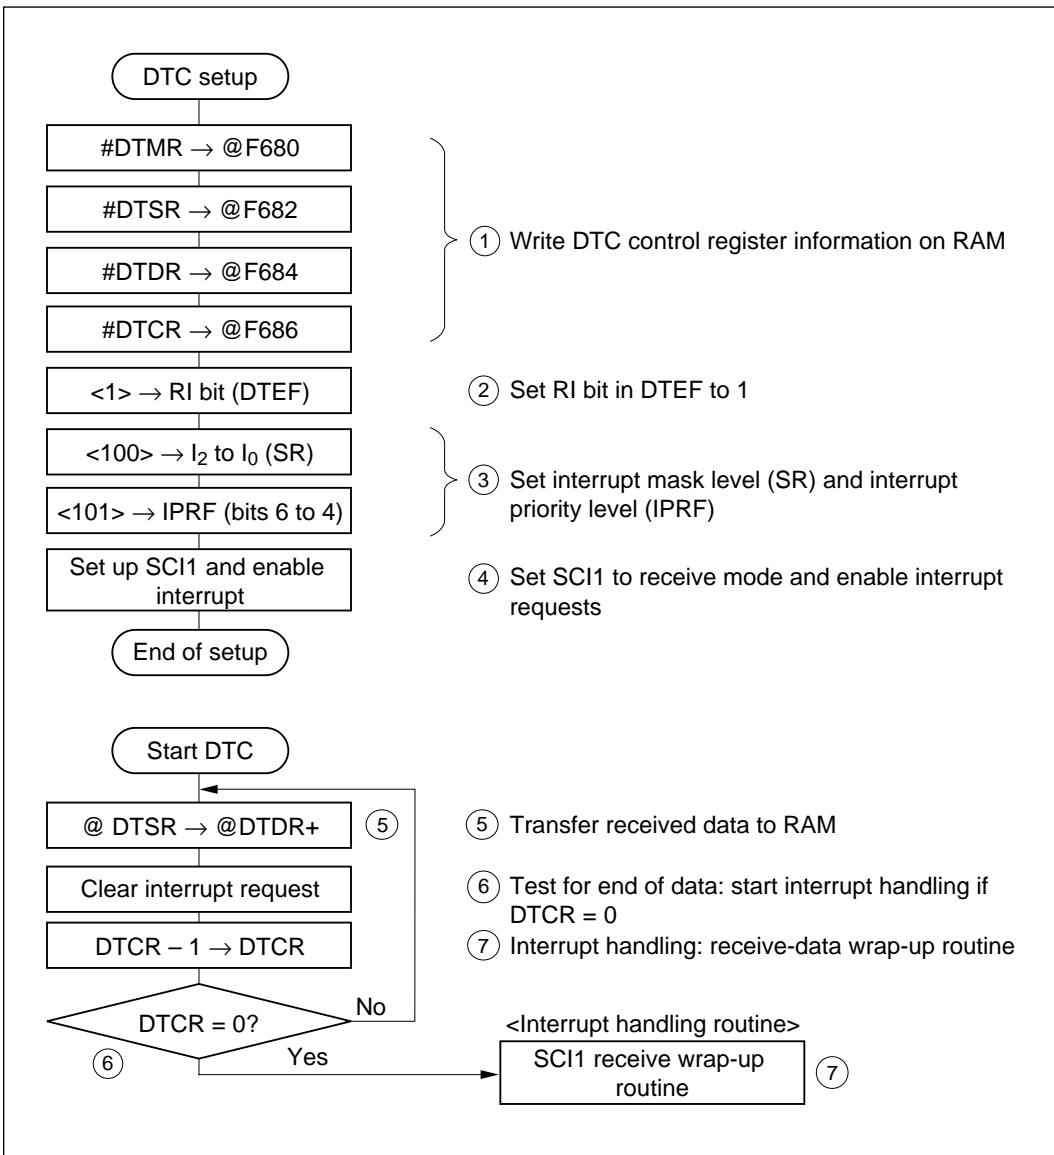 DTC setup
#DTMR → @F680
#DTSR → @F682
#DTDR → @F684
#DTCR → @F686
① Write DTC control register information on RAM
<1> → RI bit (DTEF)
② Set RI bit in DTEF to 1
<100> → I₂ to I₀ (SR)
<101> → IPRF (bits 6 to 4)
③ Set interrupt mask level (SR) and interrupt
priority level (IPRF)
Set up SCI1 and enable
interrupt
④ Set SCI1 to receive mode and enable interrupt
requests
End of setup
Start DTC
@ DTSR → @DTDR+ ⑤
⑤ Transfer received data to RAM
Clear interrupt request
⑥ Test for end of data: start interrupt handling if
DTCR = 0
DTCR – 1 → DTCR
⑦ Interrupt handling: receive-data wrap-up routine
DTCR = 0?
No
⑥
Yes
<Interrupt handling routine>
SCI1 receive wrap-up
routine
⑦